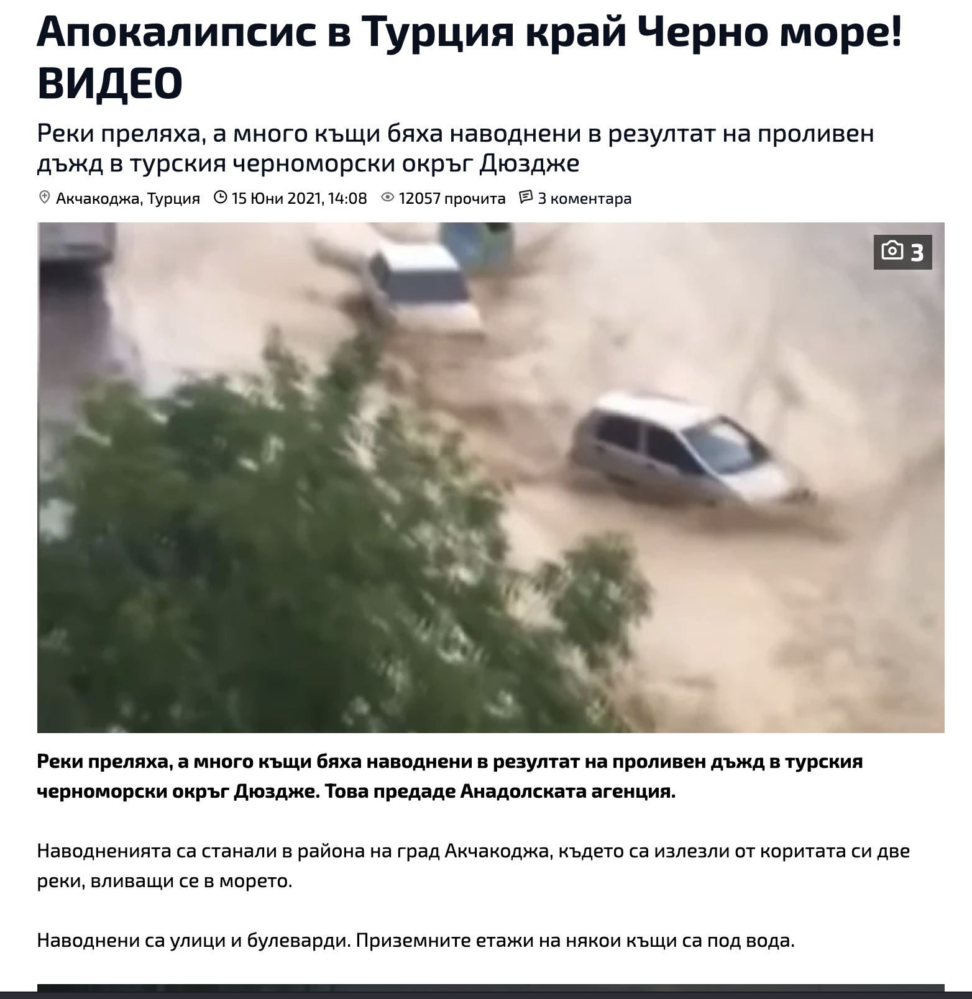 Апокалипсис в Турция край Черно море!
ВИДЕО
Реки преляха, а много къщи бяха наводнени в резултат на проливен
дъжд в турския черноморски окръг Дюздже
Акчакоджа, Турция 15 Юни 2021, 14:08 12057 прочита 3 коментара
3
Реки преляха, а много къщи бяха наводнени в резултат на проливен дъжд в турския
черноморски окръг Дюздже. Това предаде Анадолската агенция.
Наводненията са станали в района на град Акчакоджа, където са излезли от коритата си две
реки, вливащи се в морето.
Наводнени са улици и булеварди. Приземните етажи на някои къщи са под вода.